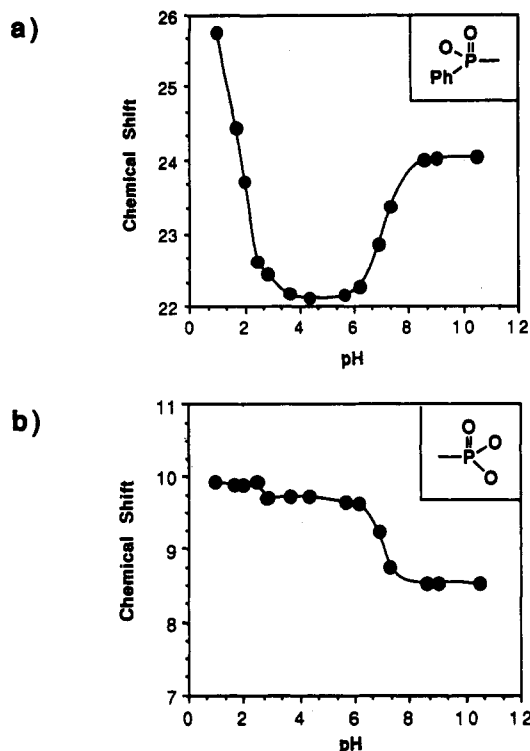 a)
26
25
24
23
22
0 2 4 6 8 10 12
Chemical Shift
pH
O
O P
Ph
b)
11
10
9
8
7
0 2 4 6 8 10 12
Chemical Shift
pH
O
P O
O